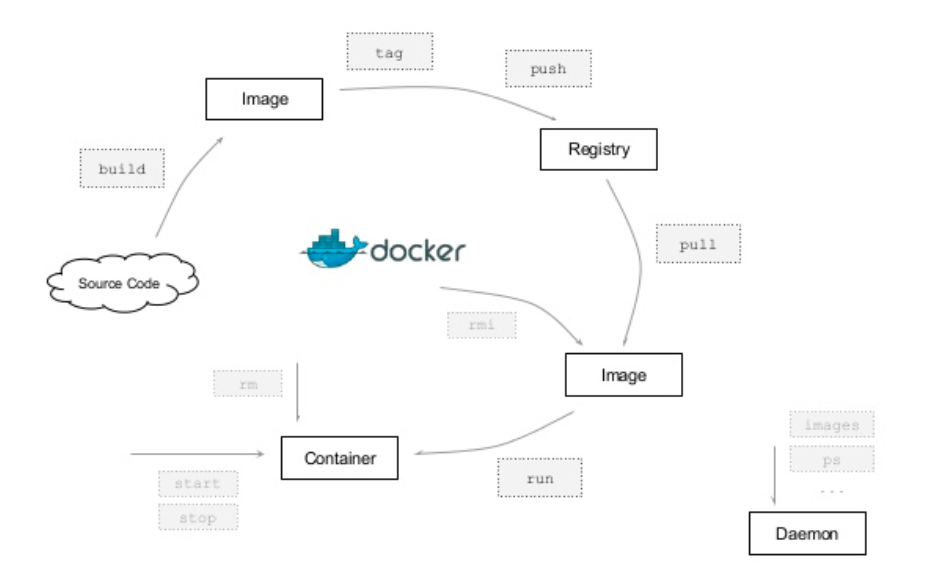 tag
push
Image
Registry
build
pull
docker
Source Code
rmi
Image
rm
images
Container
ps
run
start
...
stop
Daemon